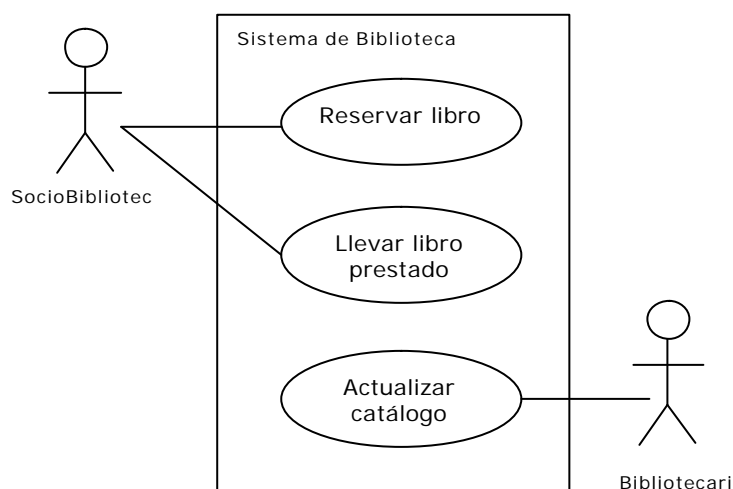 Sistema de Biblioteca
Reservar libro
SocioBibliotec
Llevar libro
prestado
Actualizar
catálogo
Bibliotecari